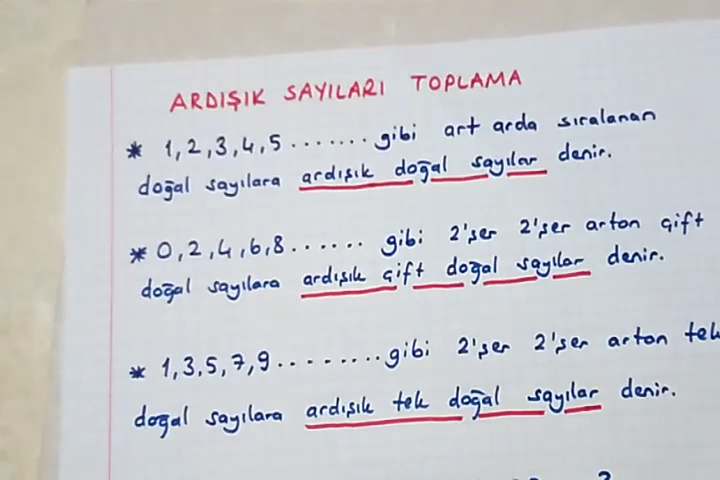 ARDIŞIK SAYILARI TOPLAMA
* 1,2,3,4,5 ....... gibi art arda sıralanan
doğal sayılara ardışık doğal sayılar denir.
* 0,2,4,6,8 ...... gibi 2'şer 2'şer artan çift
doğal sayılara ardışık çift doğal sayılar denir.
* 1,3,5,7,9 ........ gibi 2'şer 2'şer artan tek
doğal sayılara ardışık tek doğal sayılar denir.